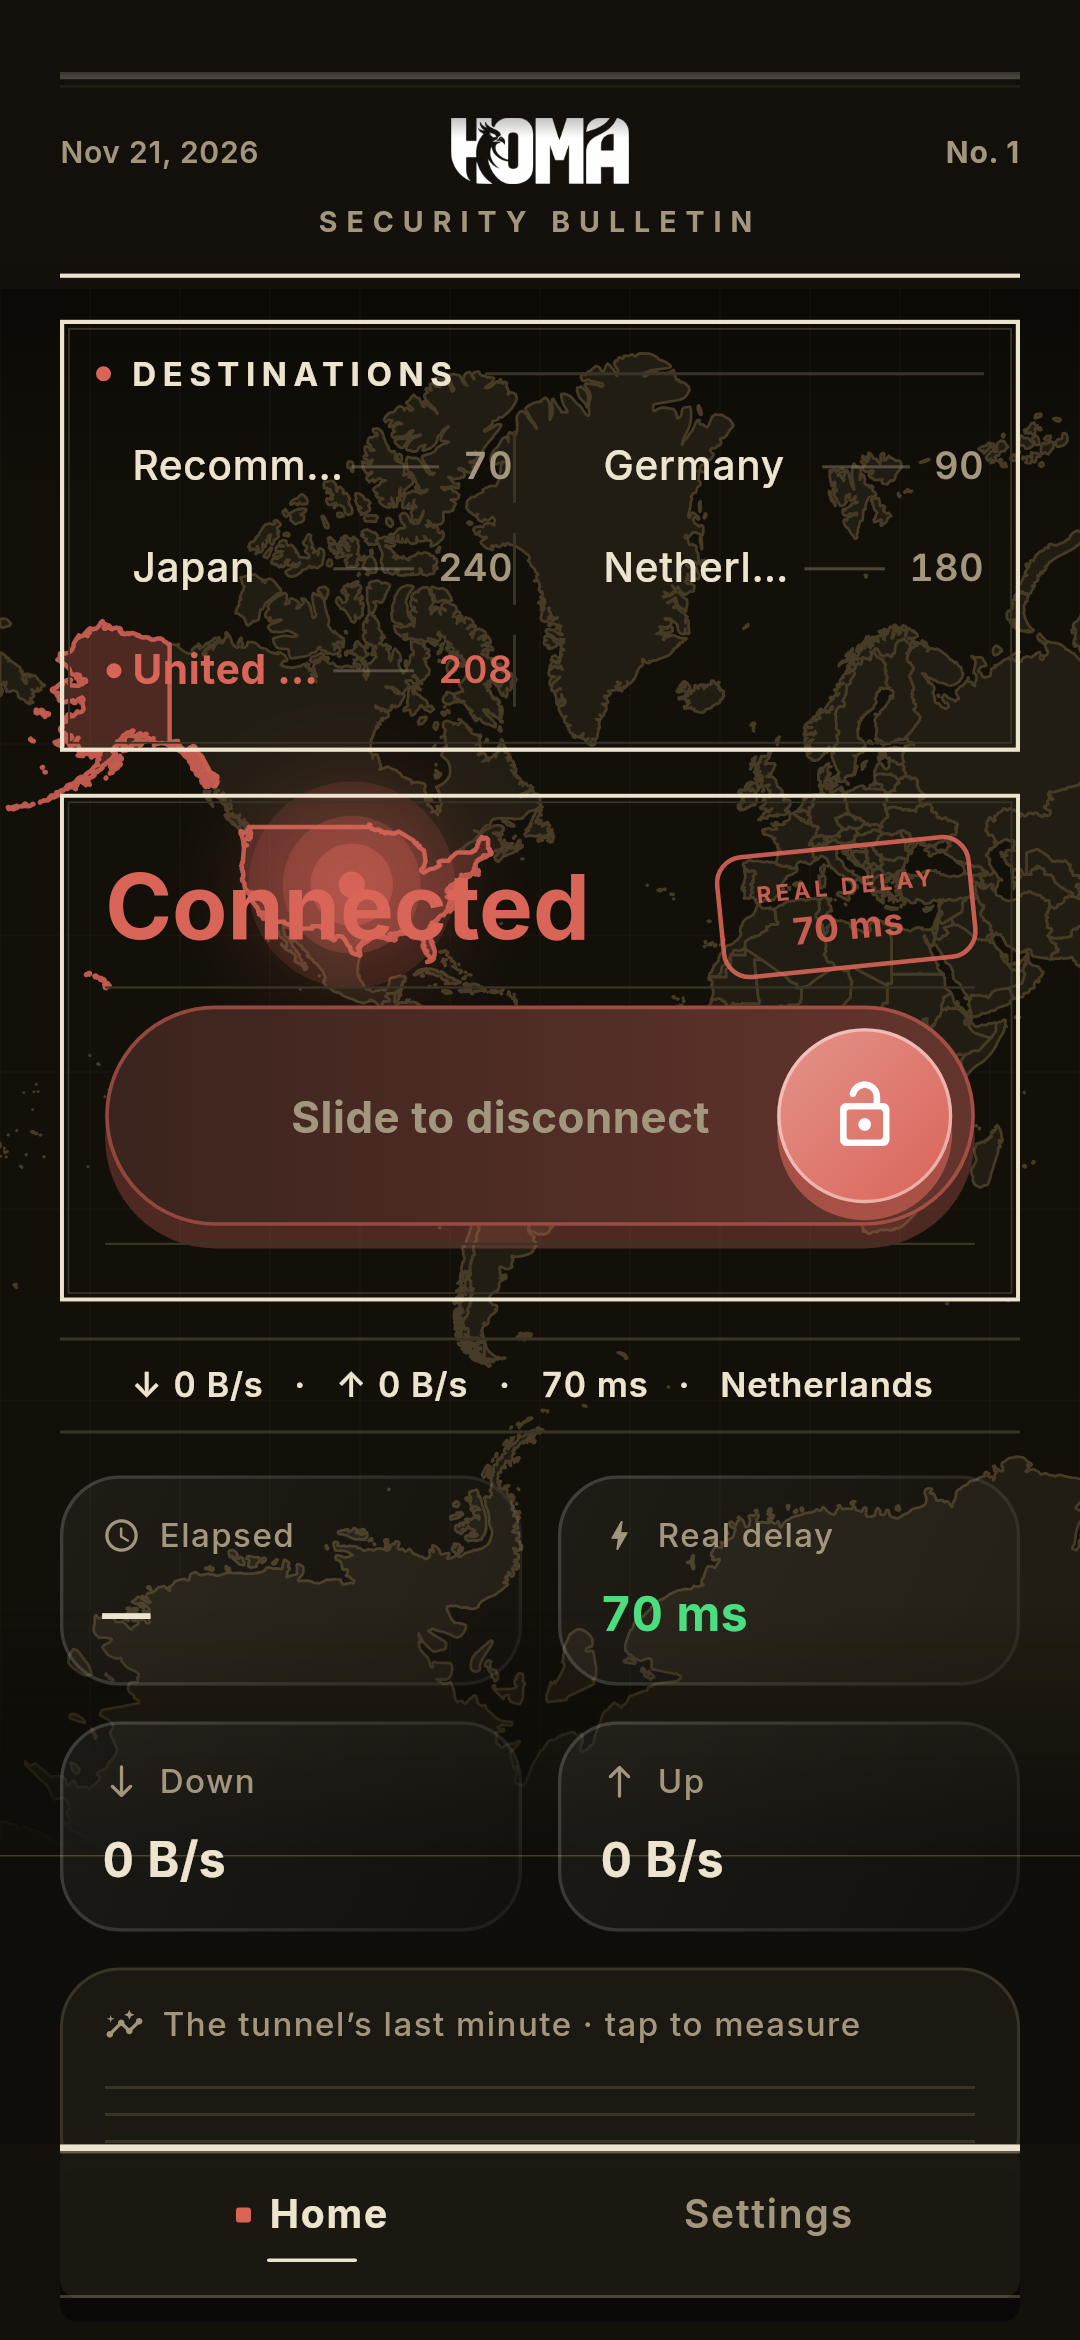 Nov 21, 2026
HOMA
No. 1
SECURITY BULLETIN
DESTINATIONS
Recomm... 70
Germany 90
Japan 240
Netherl... 180
United ... 208
Connected
REAL DELAY
70 ms
Slide to disconnect
↓ 0 B/s · ↑ 0 B/s · 70 ms · Netherlands
Elapsed
—
Real delay
70 ms
Down
0 B/s
Up
0 B/s
The tunnel’s last minute · tap to measure
Home
Settings